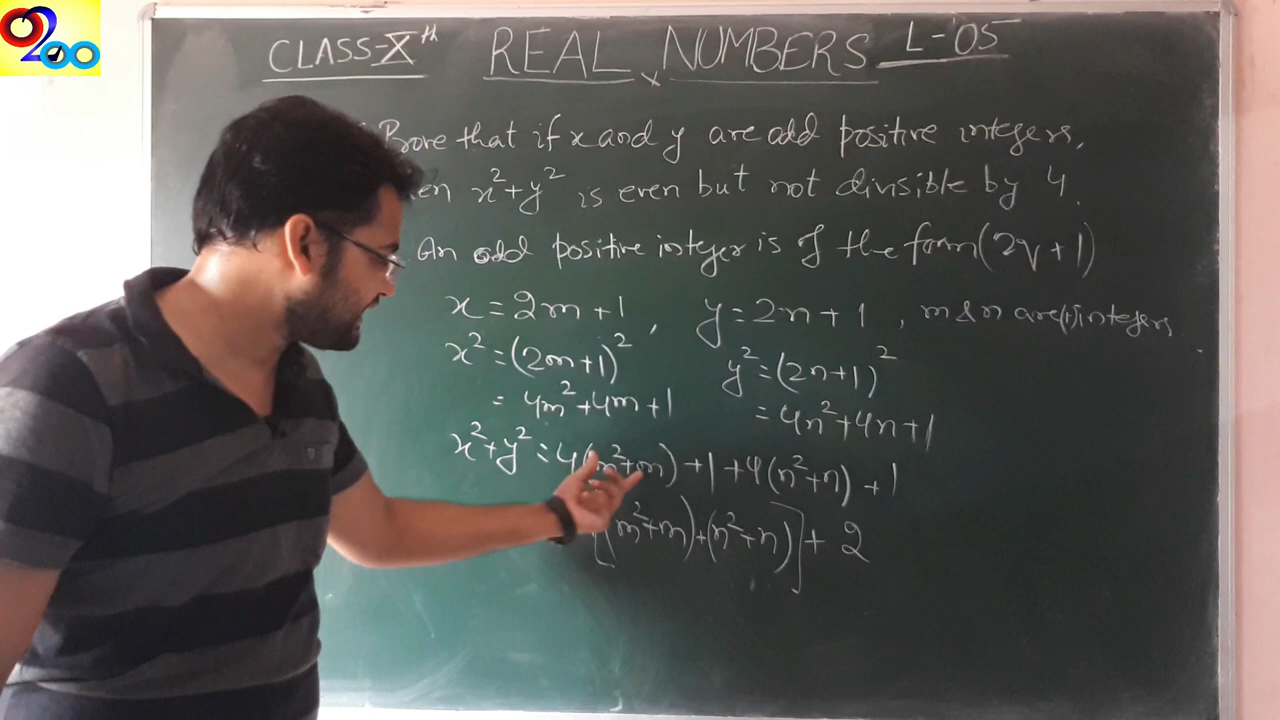 0200
CLASS-Xth REAL NUMBERS L-'05
Prove that if x and y are odd positive integers,
x²+y² is even but not divisible by 4.
An odd positive integer is of the form (2q+1)
x = 2m+1, y = 2n+1, m & n are (+) integers
x² = (2m+1)² y² = (2n+1)²
= 4m²+4m+1 = 4n²+4n+1
x²+y² = 4(m²+m)+1+4(n²+n)+1
[(m²+m)+(n²+n)]+2